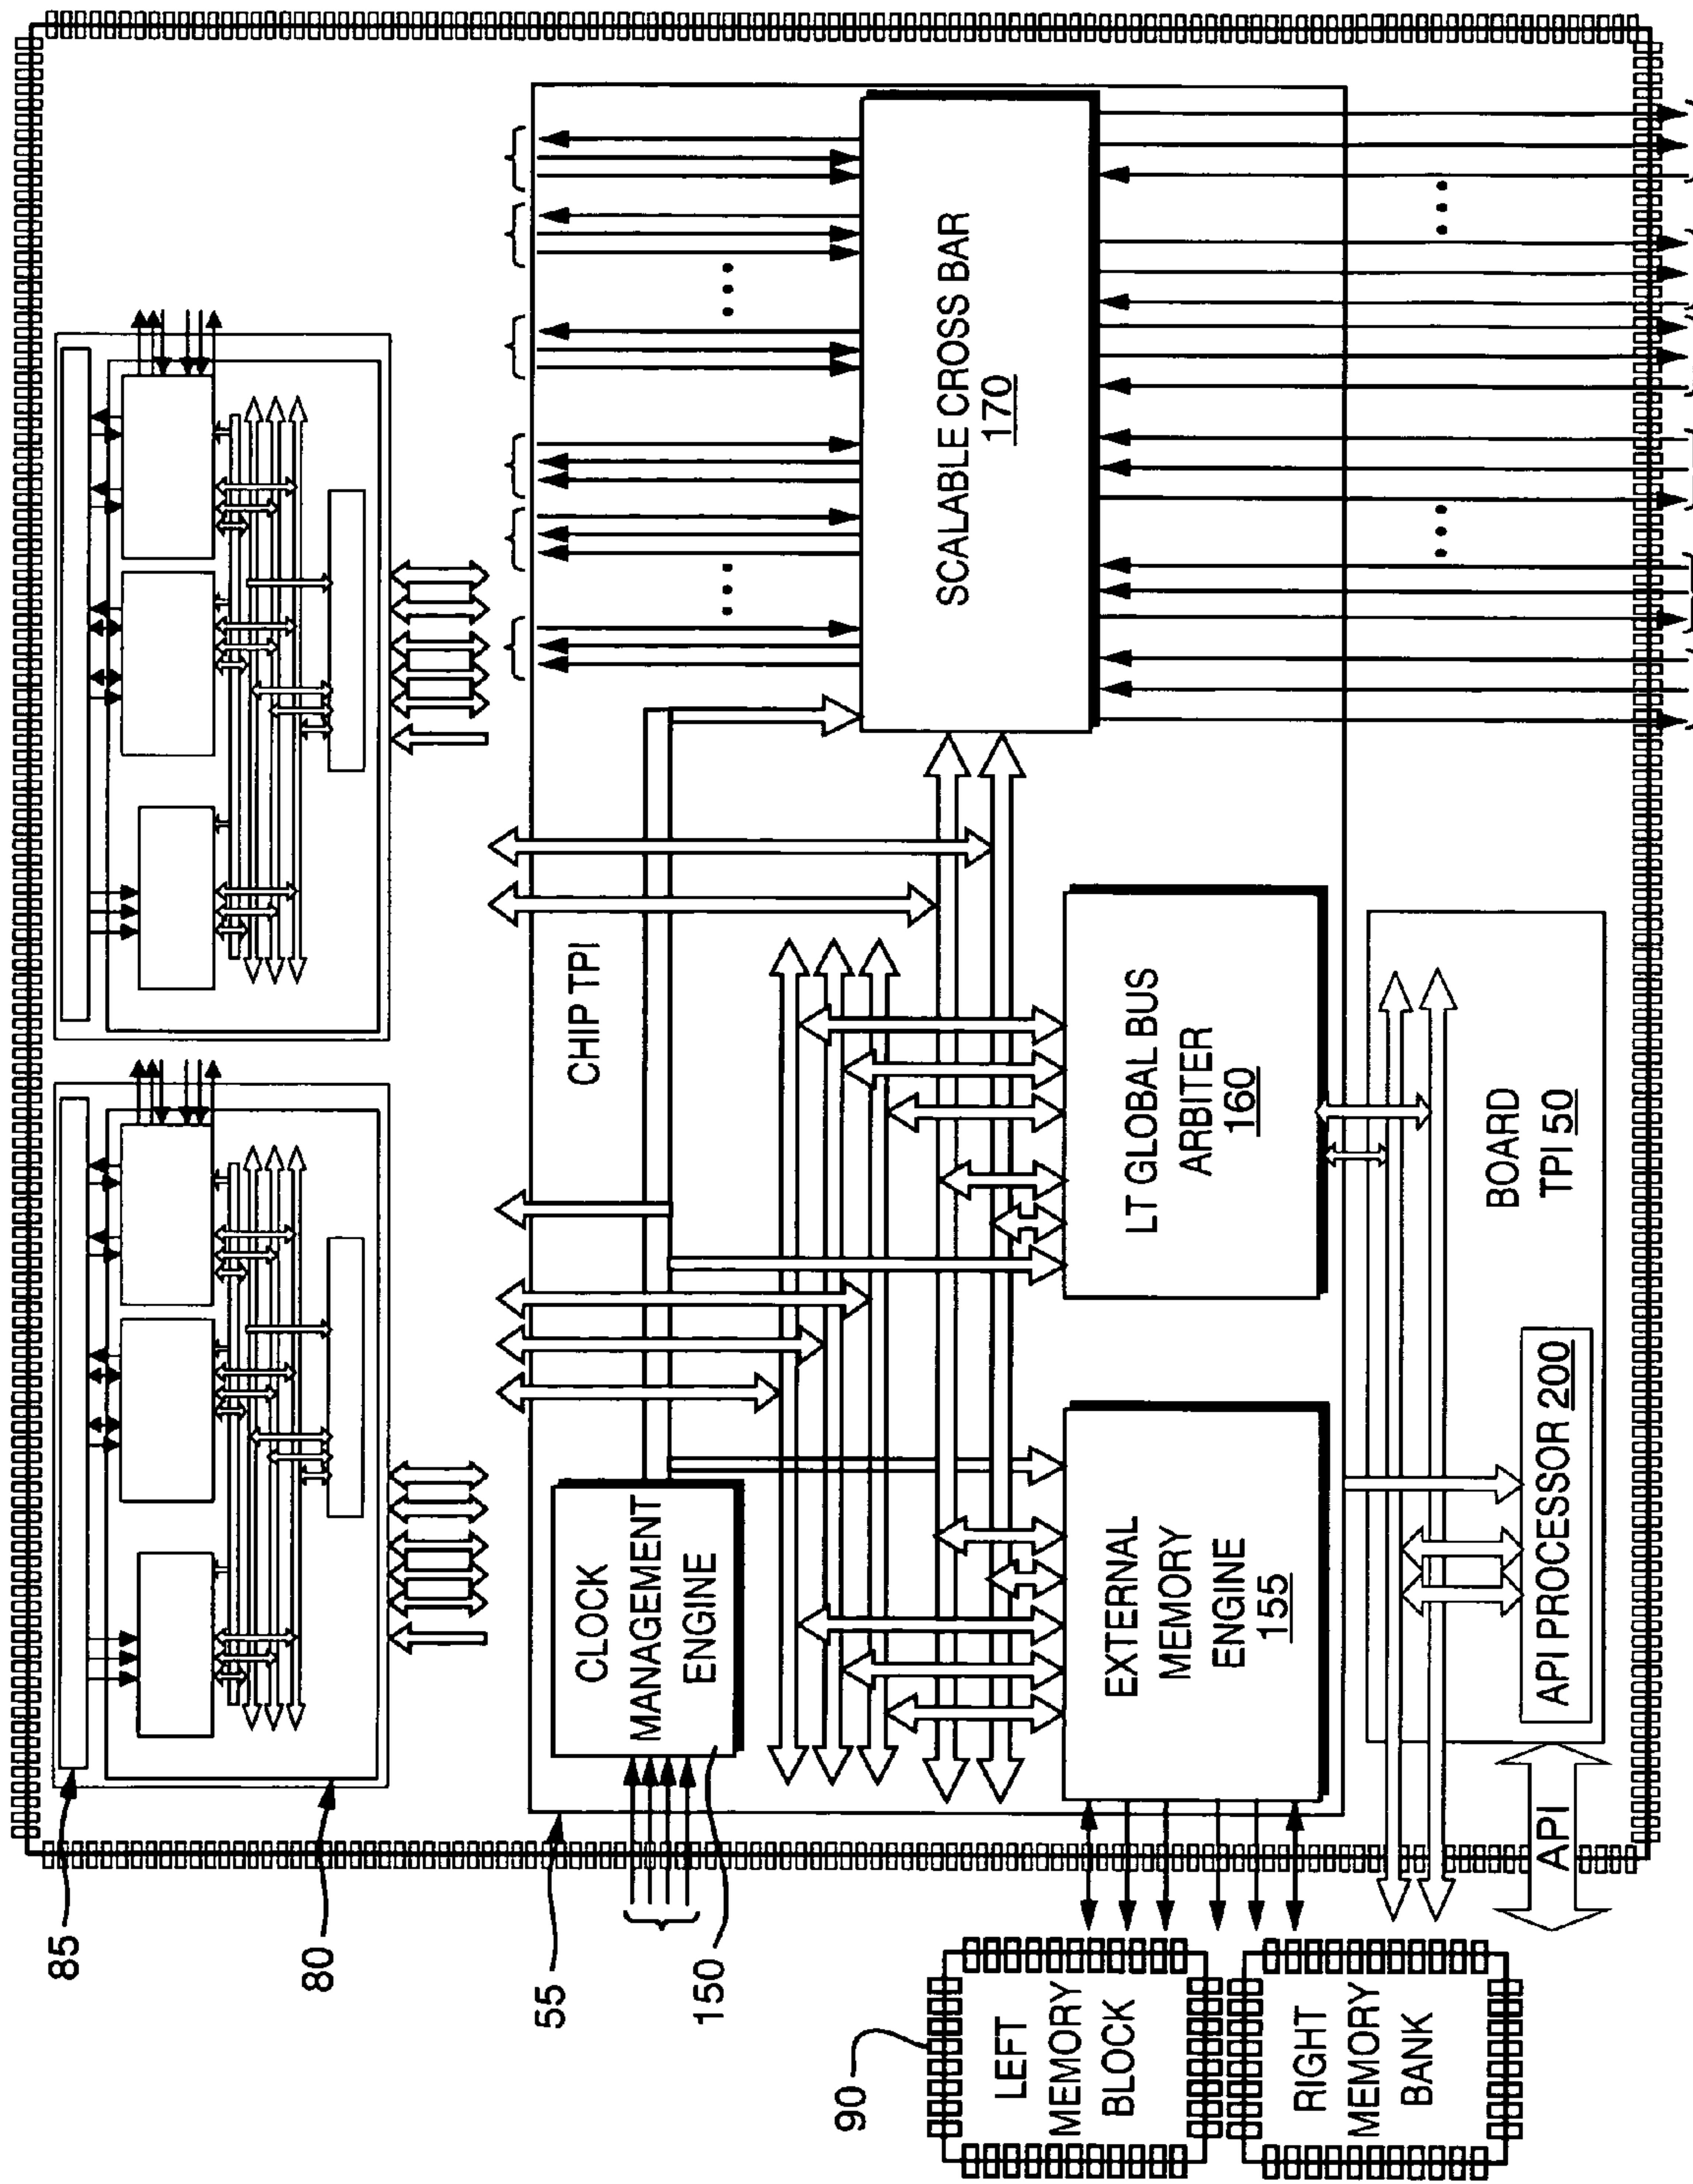 85
80
55
150
90
CHIP TPI
CLOCK
MANAGEMENT
ENGINE
SCALABLE CROSS BAR
170
EXTERNAL
MEMORY
ENGINE
155
LT GLOBAL BUS
ARBITER
160
LEFT
MEMORY
BLOCK
RIGHT
MEMORY
BANK
BOARD
TPI 50
API PROCESSOR 200
API